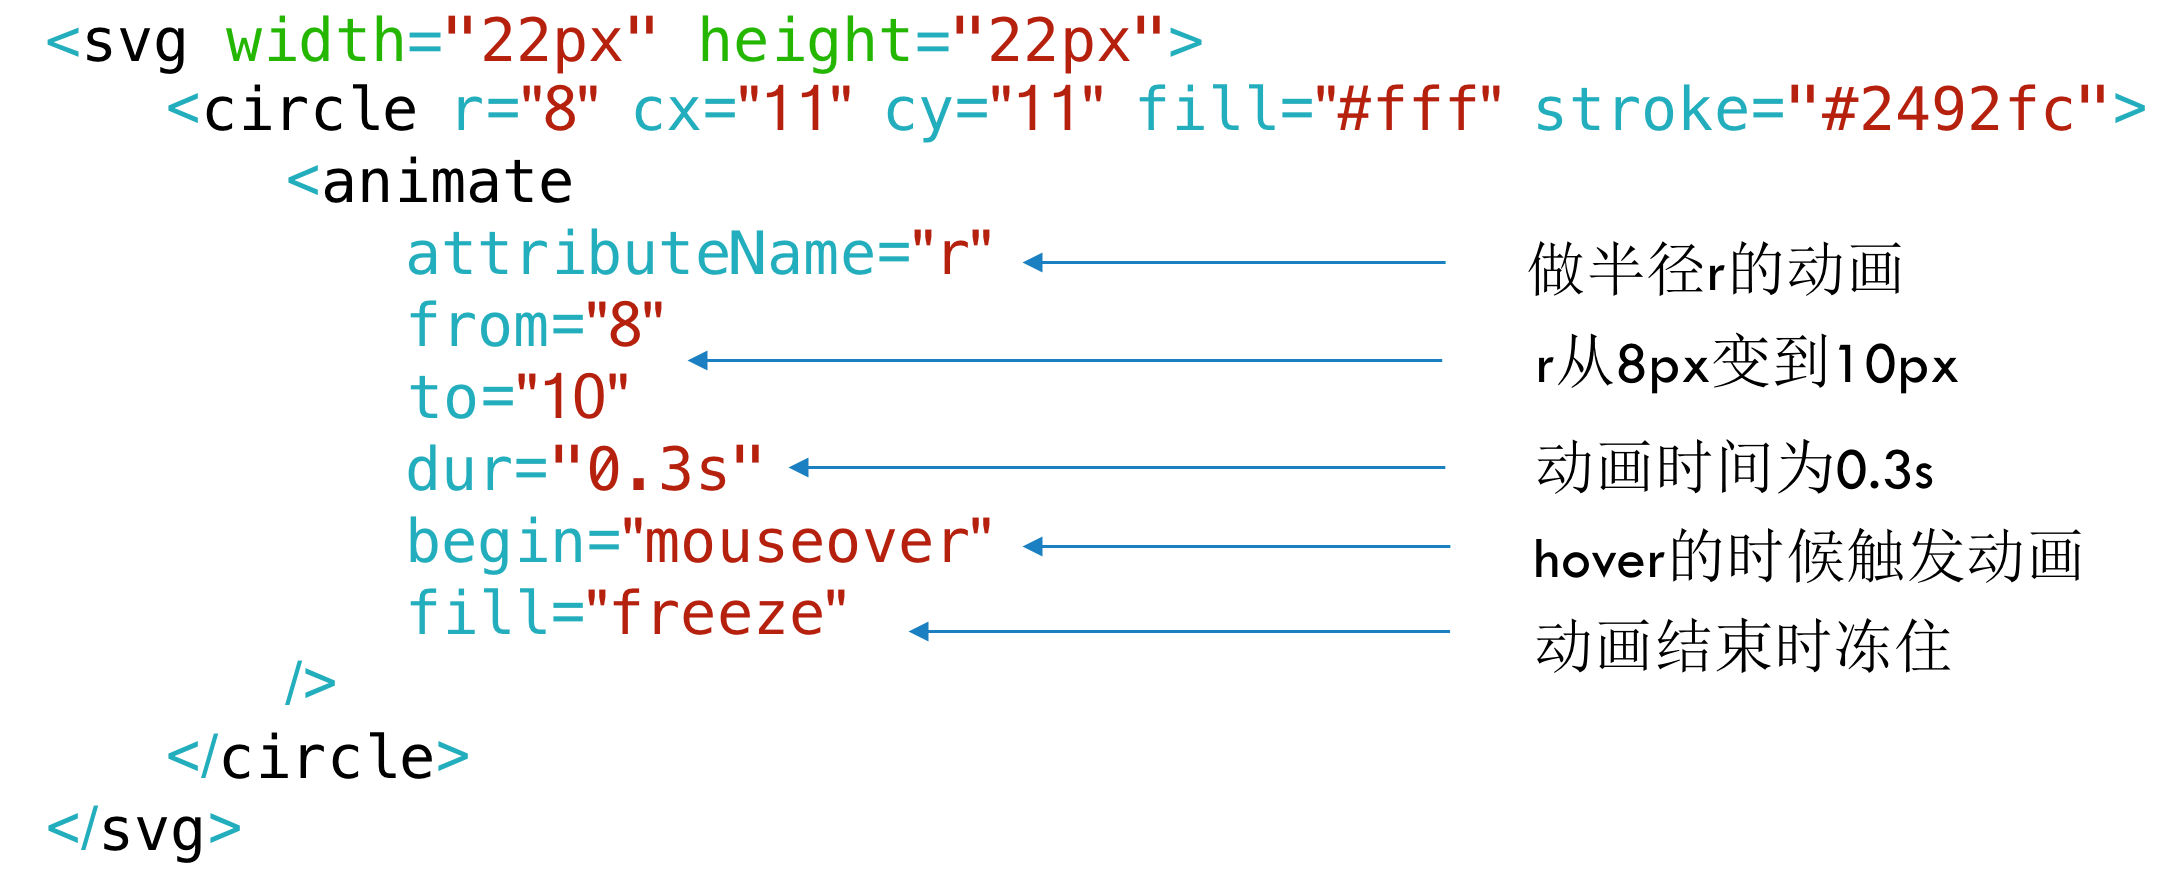 <svg width="22px" height="22px">
<circle r="8" cx="11" cy="11" fill="#fff" stroke="#2492fc">
<animate
attributeName="r"
做半径r的动画
from="8"
r从8px变到10px
to="10"
dur="0.3s"
动画时间为0.3s
begin="mouseover"
hover的时候触发动画
fill="freeze"
动画结束时冻住
/>
</circle>
</svg>